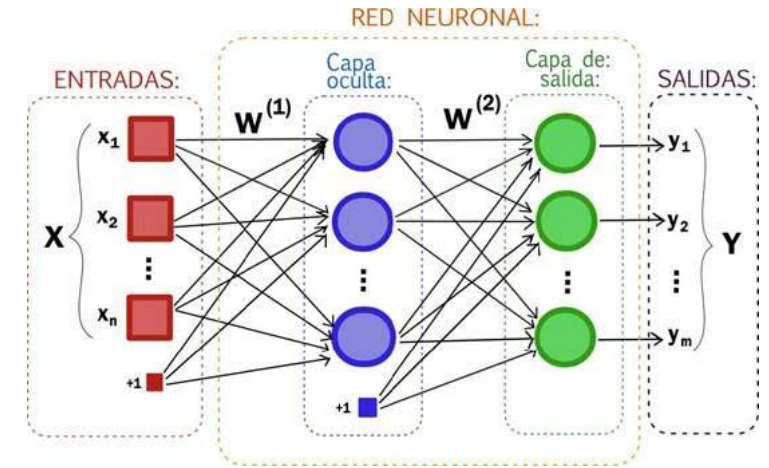 RED NEURONAL:
ENTRADAS:
Capa
oculta:
Capa de:
salida:
SALIDAS:
W(1)
W(2)
x1
x2
xn
X
+1
+1
y1
y2
ym
Y